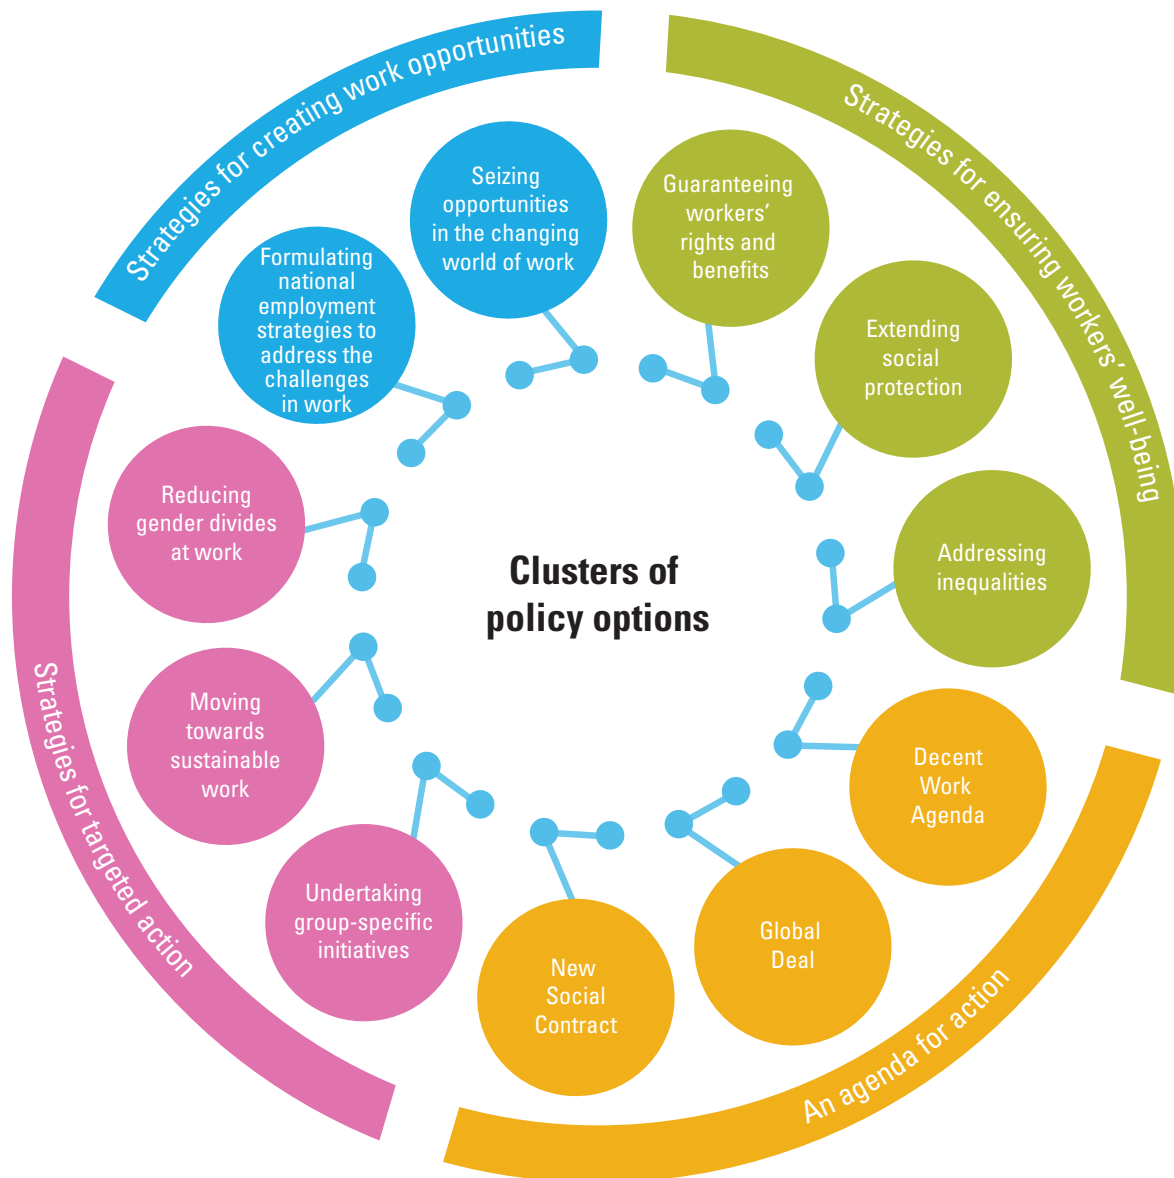 Clusters of
policy options
Strategies for creating work opportunities
Formulating
national
employment
strategies to
address the
challenges
in work
Seizing
opportunities
in the changing
world of work
Strategies for ensuring workers’ well-being
Guaranteeing
workers’
rights and
benefits
Extending
social
protection
Addressing
inequalities
An agenda for action
Decent
Work
Agenda
Global
Deal
New
Social
Contract
Strategies for targeted action
Undertaking
group-specific
initiatives
Moving
towards
sustainable
work
Reducing
gender divides
at work